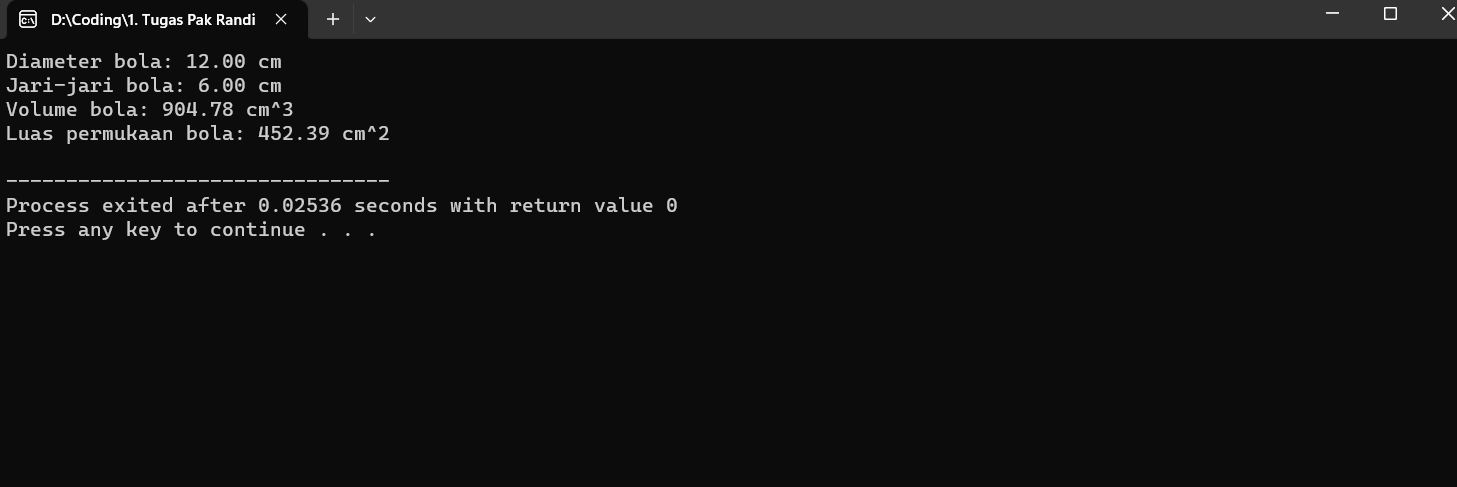 D:\Coding\1. Tugas Pak Randi
Diameter bola: 12.00 cm
Jari-jari bola: 6.00 cm
Volume bola: 904.78 cm^3
Luas permukaan bola: 452.39 cm^2
--------------------------------
Process exited after 0.02536 seconds with return value 0
Press any key to continue . . .